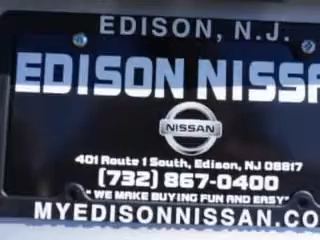 EDISON, N.J.
EDISON NISSA
NISSAN
401 Route 1 South, Edison, NJ 08817
(732) 867-0400
" WE MAKE BUYING FUN AND EASY"
MYEDISONNISSAN.CO